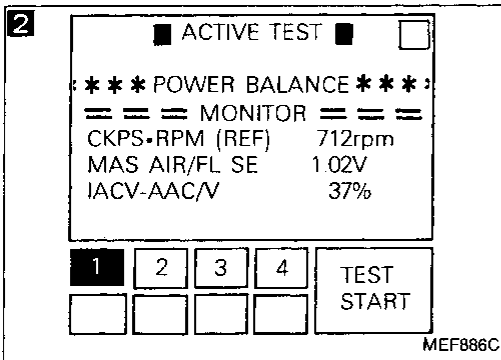 2
■ ACTIVE TEST ■
* * * POWER BALANCE * * *
= = = MONITOR = = =
CKPS•RPM (REF) 712rpm
MAS AIR/FL SE 1.02V
IACV-AAC/V 37%
1 2 3 4 TEST START
MEF886C